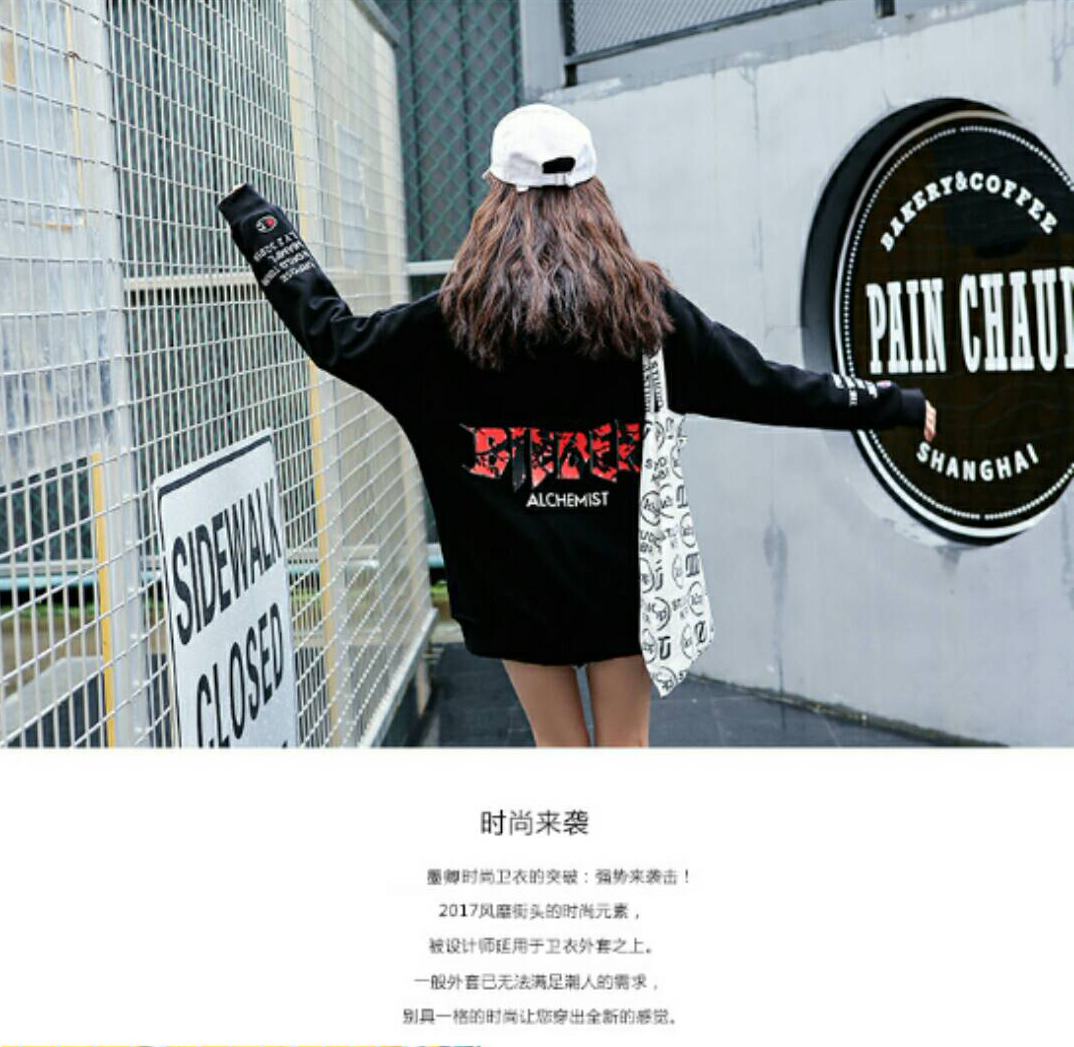 BAKERY&COFFEE
PAIN CHAUD
SHANGHAI
ALCHEMIST
SIDEWALK
CLOSED
时尚来袭
墨卿时尚卫衣的突破：强势来袭击！
2017风靡街头的时尚元素，
被设计师延用于卫衣外套之上。
一般外套已无法满足潮人的需求，
别具一格的时尚让您穿出全新的感觉。